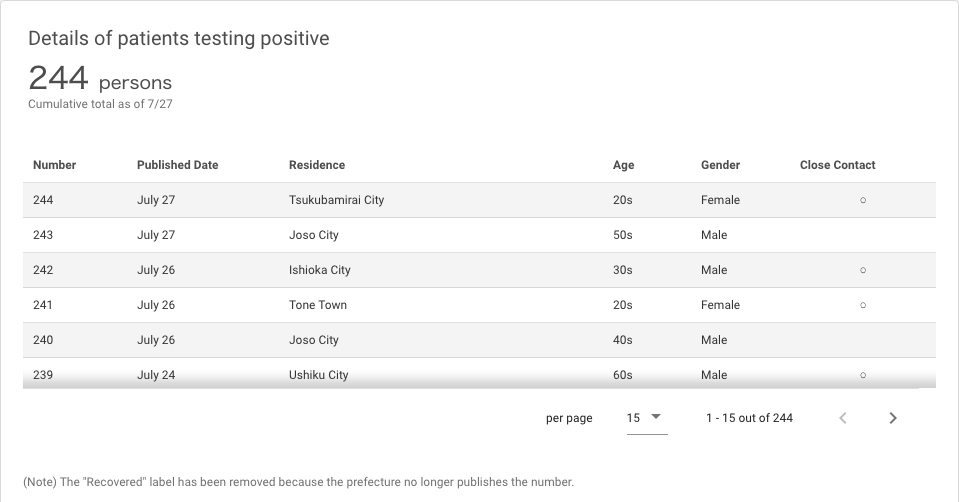 Details of patients testing positive
244 persons
Cumulative total as of 7/27
Number Published Date Residence Age Gender Close Contact
244 July 27 Tsukubamirai City 20s Female ○
243 July 27 Joso City 50s Male
242 July 26 Ishioka City 30s Male ○
241 July 26 Tone Town 20s Female ○
240 July 26 Joso City 40s Male
239 July 24 Ushiku City 60s Male ○
per page 15 1 - 15 out of 244
(Note) The "Recovered" label has been removed because the prefecture no longer publishes the number.